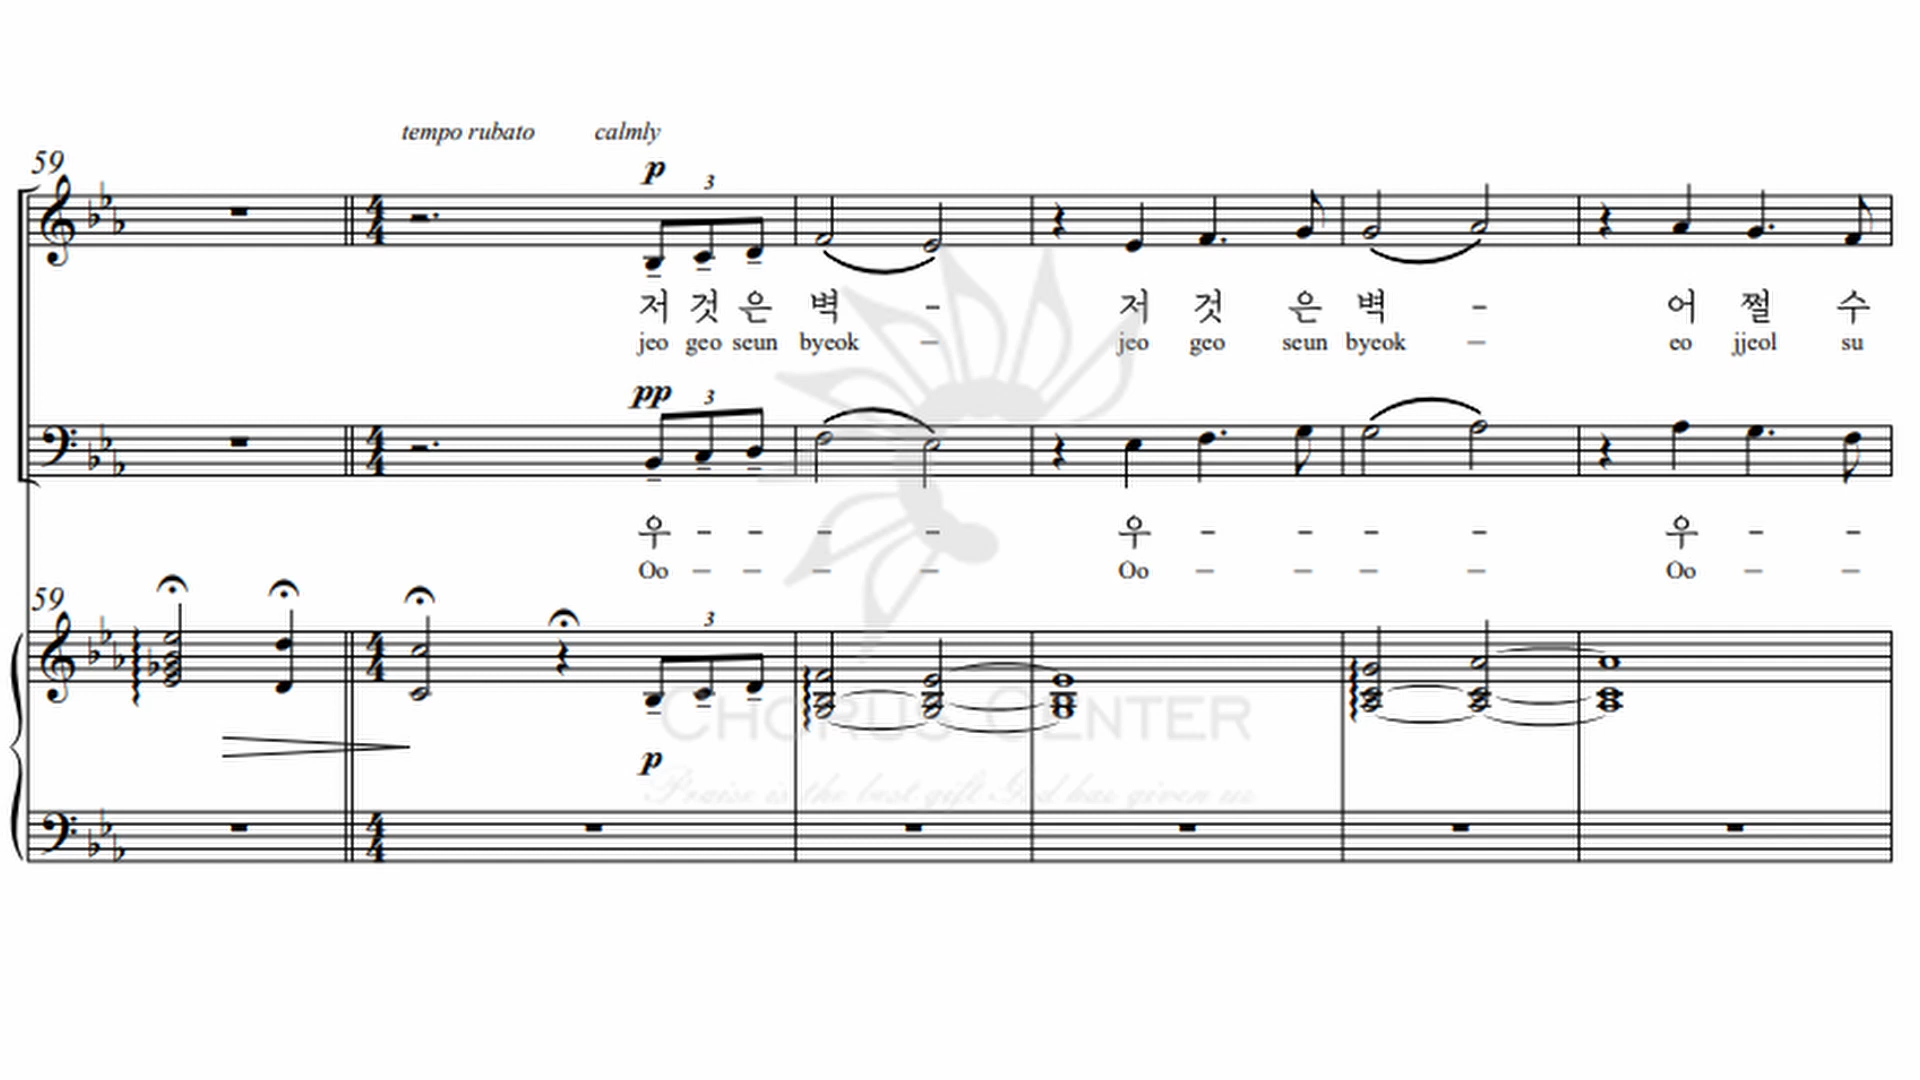 tempo rubato calmly
59
p
3
저 것 은 벽 - 저 것 은 벽 - 어 쩔 수
jeo geo seun byeok – jeo geo seun byeok – eo jjeol su
pp
3
우 - - - - 우 - - - - 우 - -
Oo – – – – Oo – – – – Oo – –
59
3
CHORUS CENTER
p
Praise is the best gift God has given us